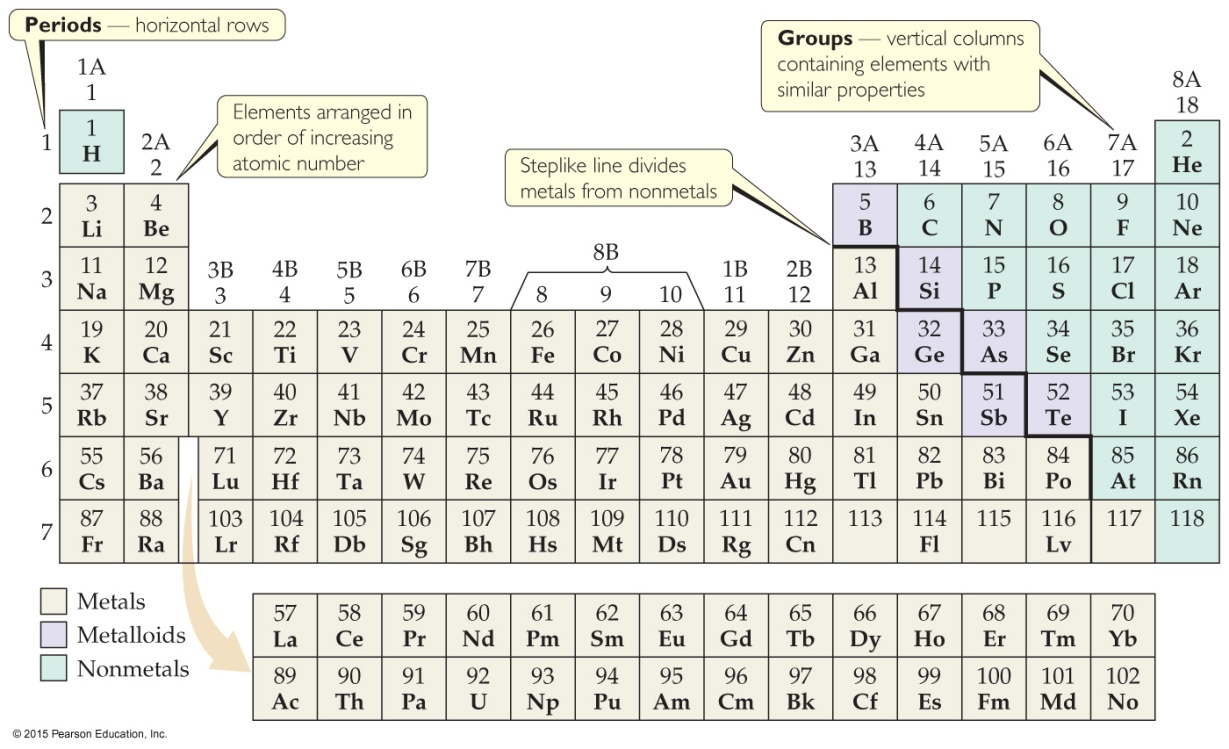 Periods — horizontal rows
Groups — vertical columns
containing elements with
similar properties
1A
1
8A
18
Elements arranged in
order of increasing
atomic number
Steplike line divides
metals from nonmetals
1
1
H
2A
2
3A 4A 5A 6A 7A
13 14 15 16 17
2
He
2
3 4 5 6 7 8 9 10
Li Be B C N O F Ne
3
11 12
Na Mg
3B 4B 5B 6B 7B 8B 1B 2B
3 4 5 6 7 8 9 10 11 12
13 14 15 16 17 18
Al Si P S Cl Ar
4
19 20 21 22 23 24 25 26 27 28 29 30 31 32 33 34 35 36
K Ca Sc Ti V Cr Mn Fe Co Ni Cu Zn Ga Ge As Se Br Kr
5
37 38 39 40 41 42 43 44 45 46 47 48 49 50 51 52 53 54
Rb Sr Y Zr Nb Mo Tc Ru Rh Pd Ag Cd In Sn Sb Te I Xe
6
55 56 71 72 73 74 75 76 77 78 79 80 81 82 83 84 85 86
Cs Ba Lu Hf Ta W Re Os Ir Pt Au Hg Tl Pb Bi Po At Rn
7
87 88 103 104 105 106 107 108 109 110 111 112 113 114 115 116 117 118
Fr Ra Lr Rf Db Sg Bh Hs Mt Ds Rg Cn Fl Lv
Metals
Metalloids
Nonmetals
57 58 59 60 61 62 63 64 65 66 67 68 69 70
La Ce Pr Nd Pm Sm Eu Gd Tb Dy Ho Er Tm Yb
89 90 91 92 93 94 95 96 97 98 99 100 101 102
Ac Th Pa U Np Pu Am Cm Bk Cf Es Fm Md No
© 2015 Pearson Education, Inc.